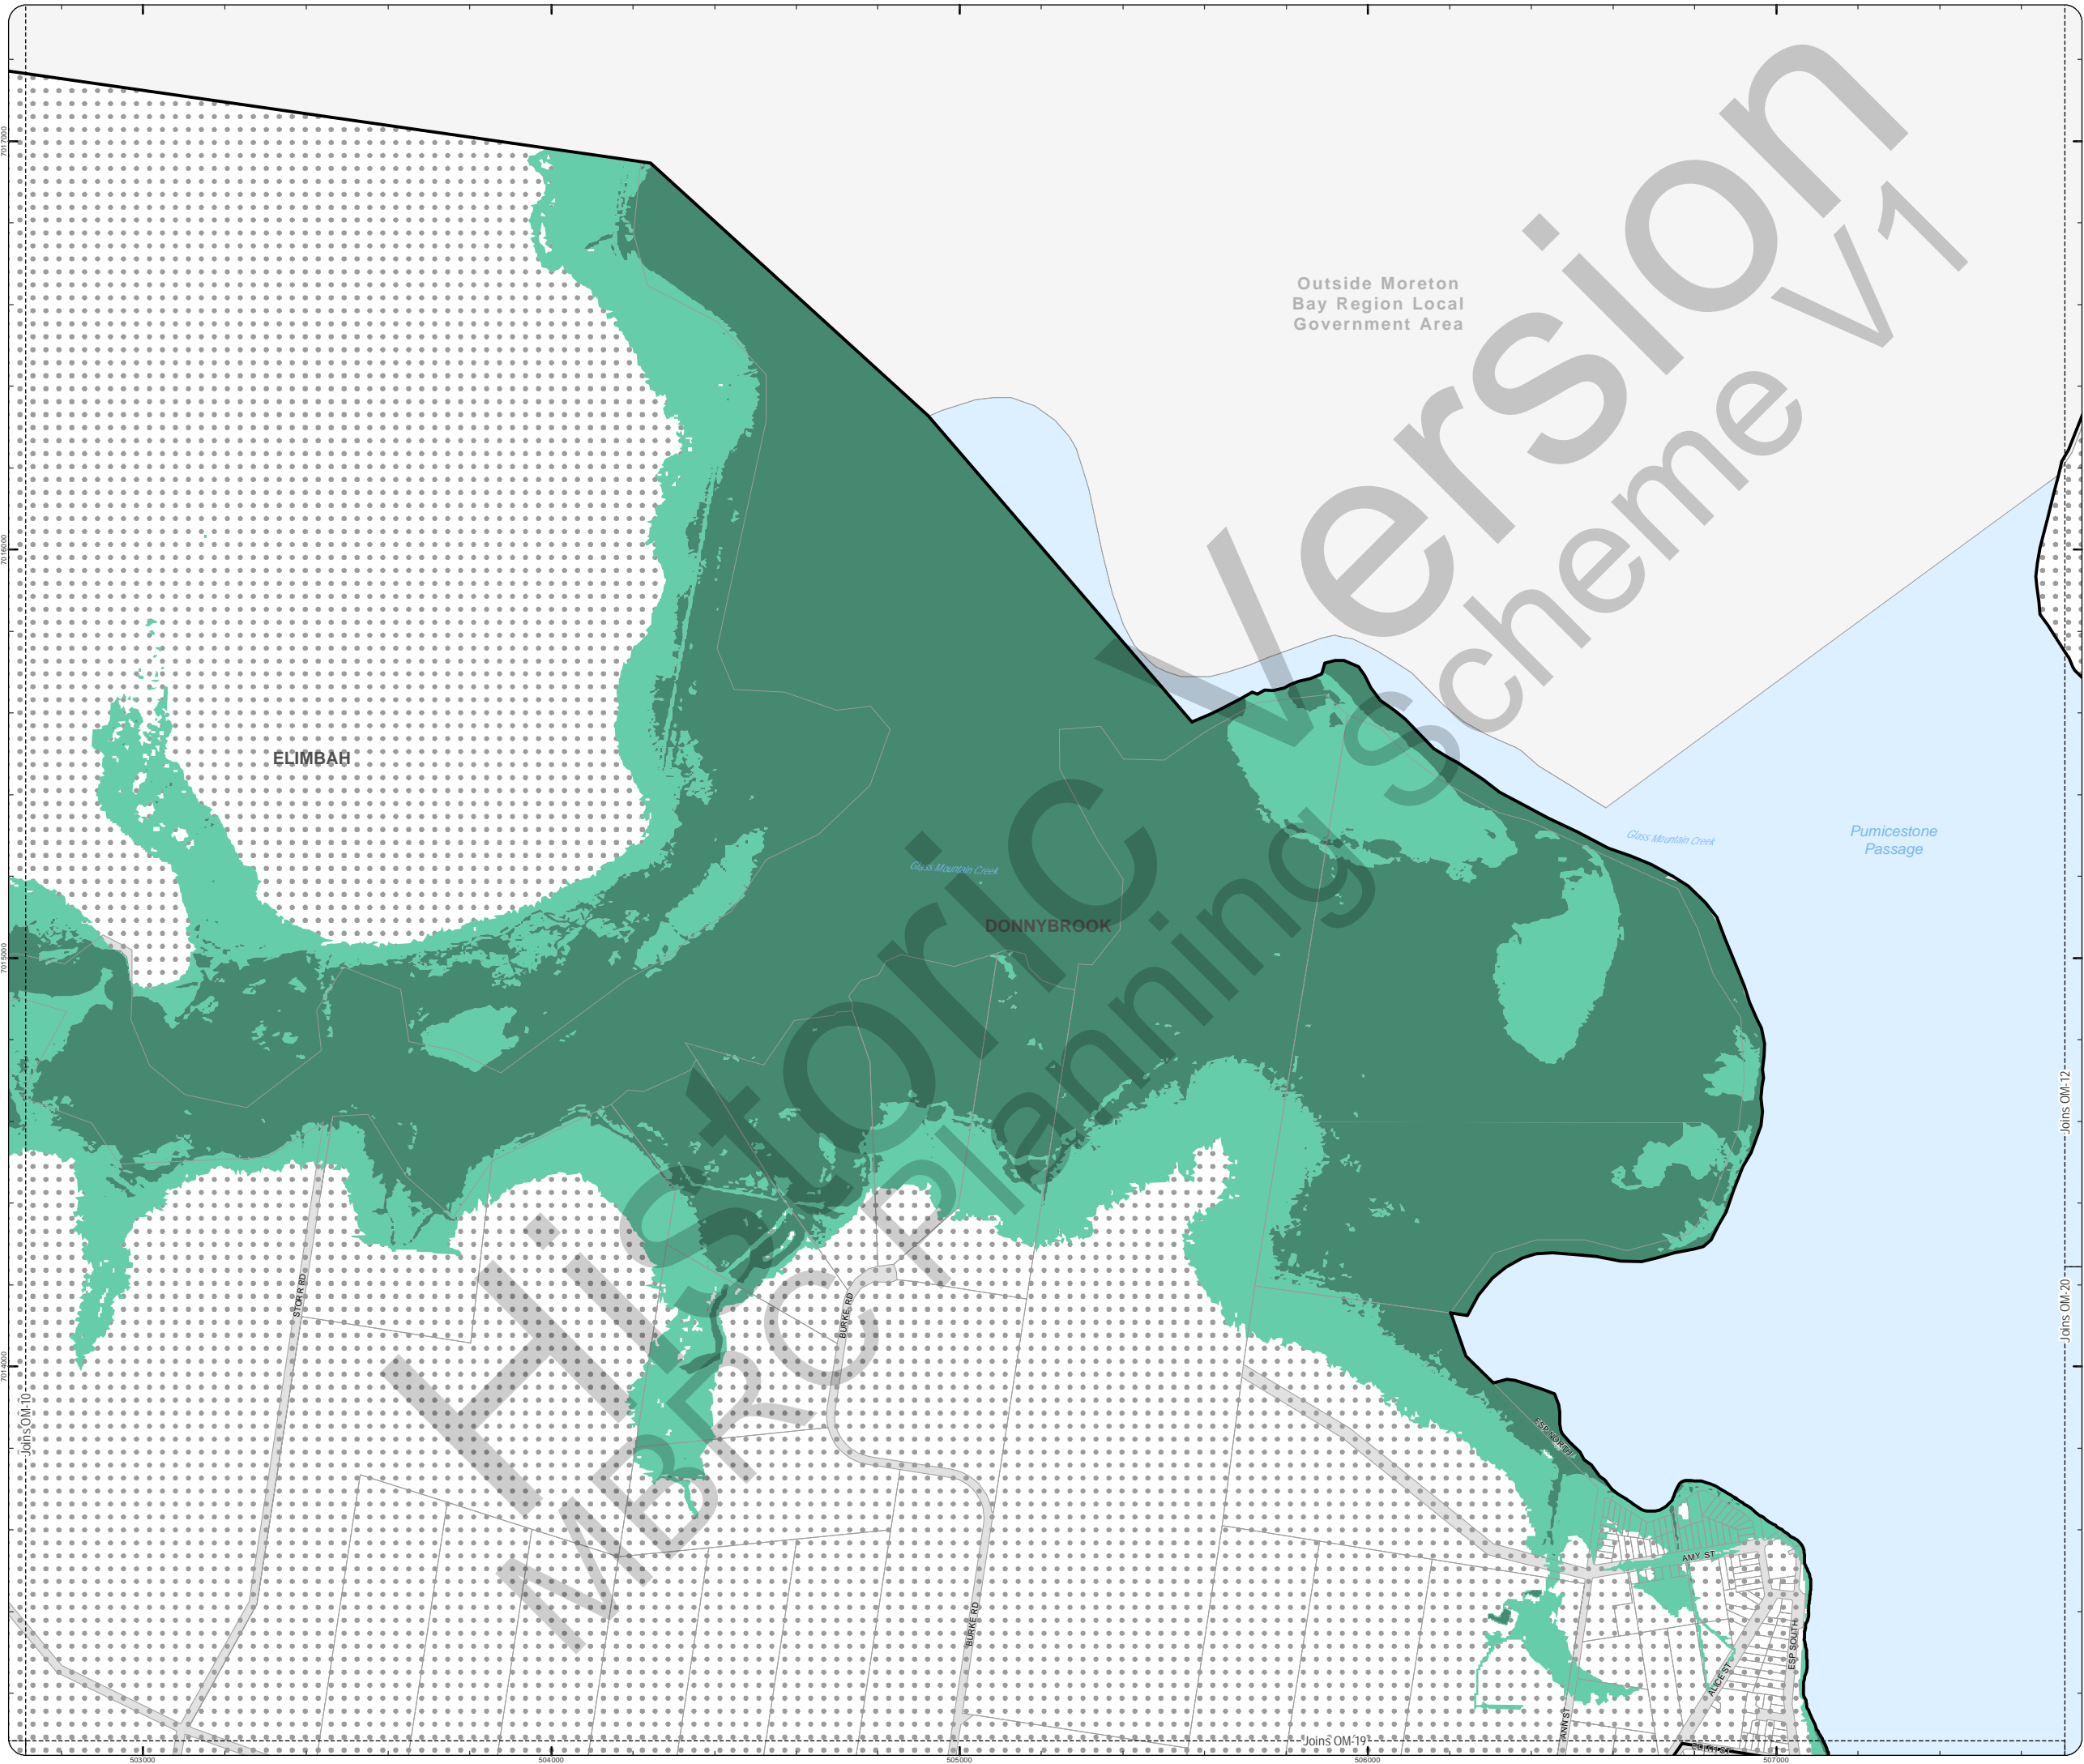 7017000
Outside Moreton
Bay Region Local
Government Area
7016000
ELIMBAH
Glass Mountain Creek
Pumicestone
Passage
Glass Mountain Creek
DONNYBROOK
7015000
Joins OM-12
Joins OM-20
STORR RD
BURKE RD
7014000
Joins OM-10
ESP NORTH
AMY ST
BURKE RD
ESP SOUTH
ALICE ST
ANN ST
EDITH ST
Joins OM-19
503000
504000
505000
506000
507000
Historic Version
MBRC Planning Scheme V1